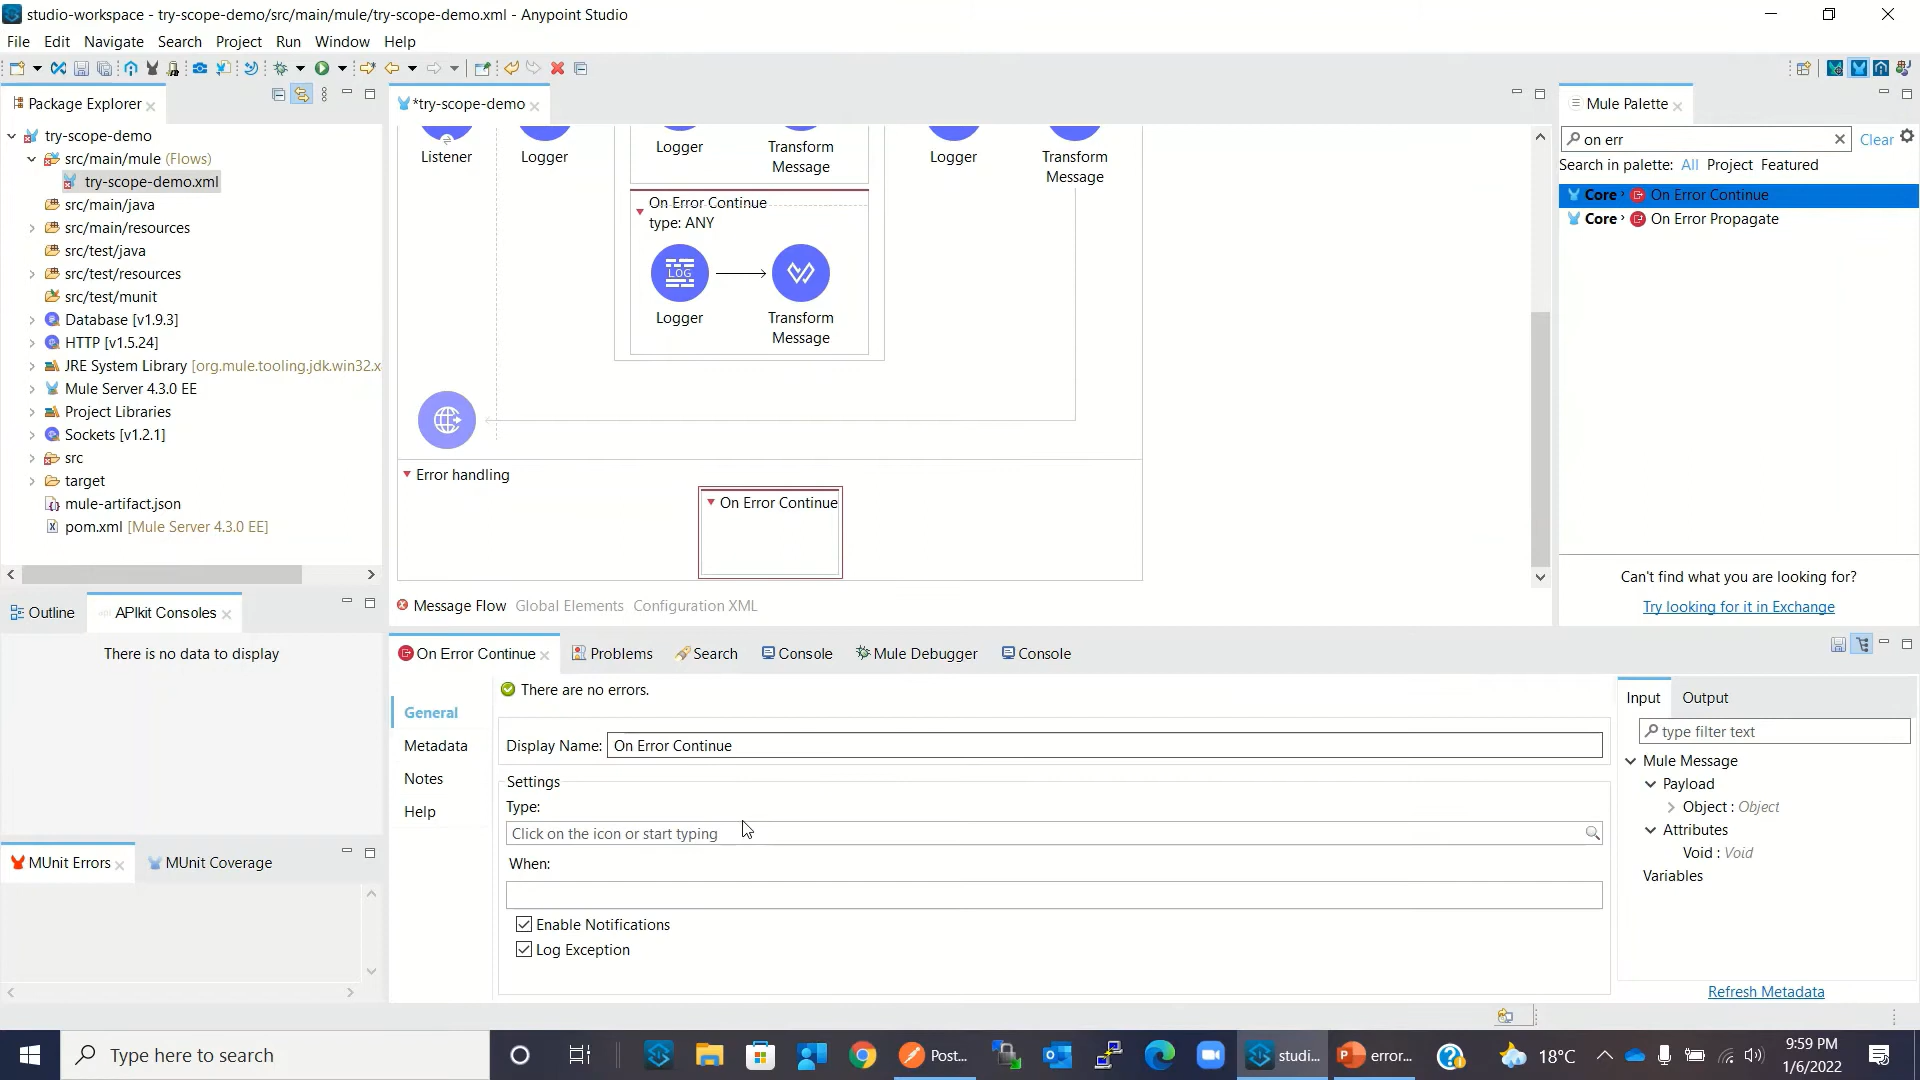 studio-workspace - try-scope-demo/src/main/mule/try-scope-demo.xml - Anypoint Studio
File Edit Navigate Search Project Run Window Help
Package Explorer
try-scope-demo
src/main/mule (Flows)
try-scope-demo.xml
src/main/java
src/main/resources
src/test/java
src/test/resources
src/test/munit
Database [v1.9.3]
HTTP [v1.5.24]
JRE System Library [org.mule.tooling.jdk.win32.x
Mule Server 4.3.0 EE
Project Libraries
Sockets [v1.2.1]
src
target
mule-artifact.json
pom.xml [Mule Server 4.3.0 EE]
Outline APIkit Consoles
There is no data to display
MUnit Errors MUnit Coverage
*try-scope-demo
Listener Logger Logger Transform Message Logger Transform Message
On Error Continue
type: ANY
LOG
Logger Transform
Message
Error handling
On Error Continue
Message Flow Global Elements Configuration XML
On Error Continue Problems Search Console Mule Debugger Console
There are no errors.
General
Metadata
Notes
Help
Display Name: On Error Continue
Settings
Type:
Click on the icon or start typing
When:
Enable Notifications
Log Exception
Mule Palette
on err Clear
Search in palette: All Project Featured
Core On Error Continue
Core On Error Propagate
Can't find what you are looking for?
Try looking for it in Exchange
Input Output
type filter text
Mule Message
Payload
Object : Object
Attributes
Void : Void
Variables
Refresh Metadata
Type here to search
Post...
studi...
error...
18°C
9:59 PM
1/6/2022